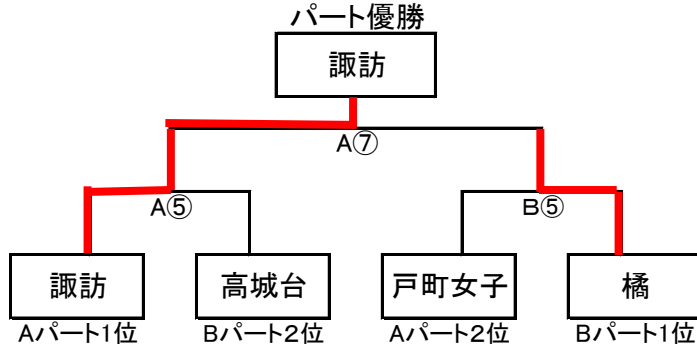 パート優勝
諏訪
A⑦
A⑤
B⑤
諏訪
高城台
戸町女子
橘
Aパート1位
Bパート2位
Aパート2位
Bパート1位